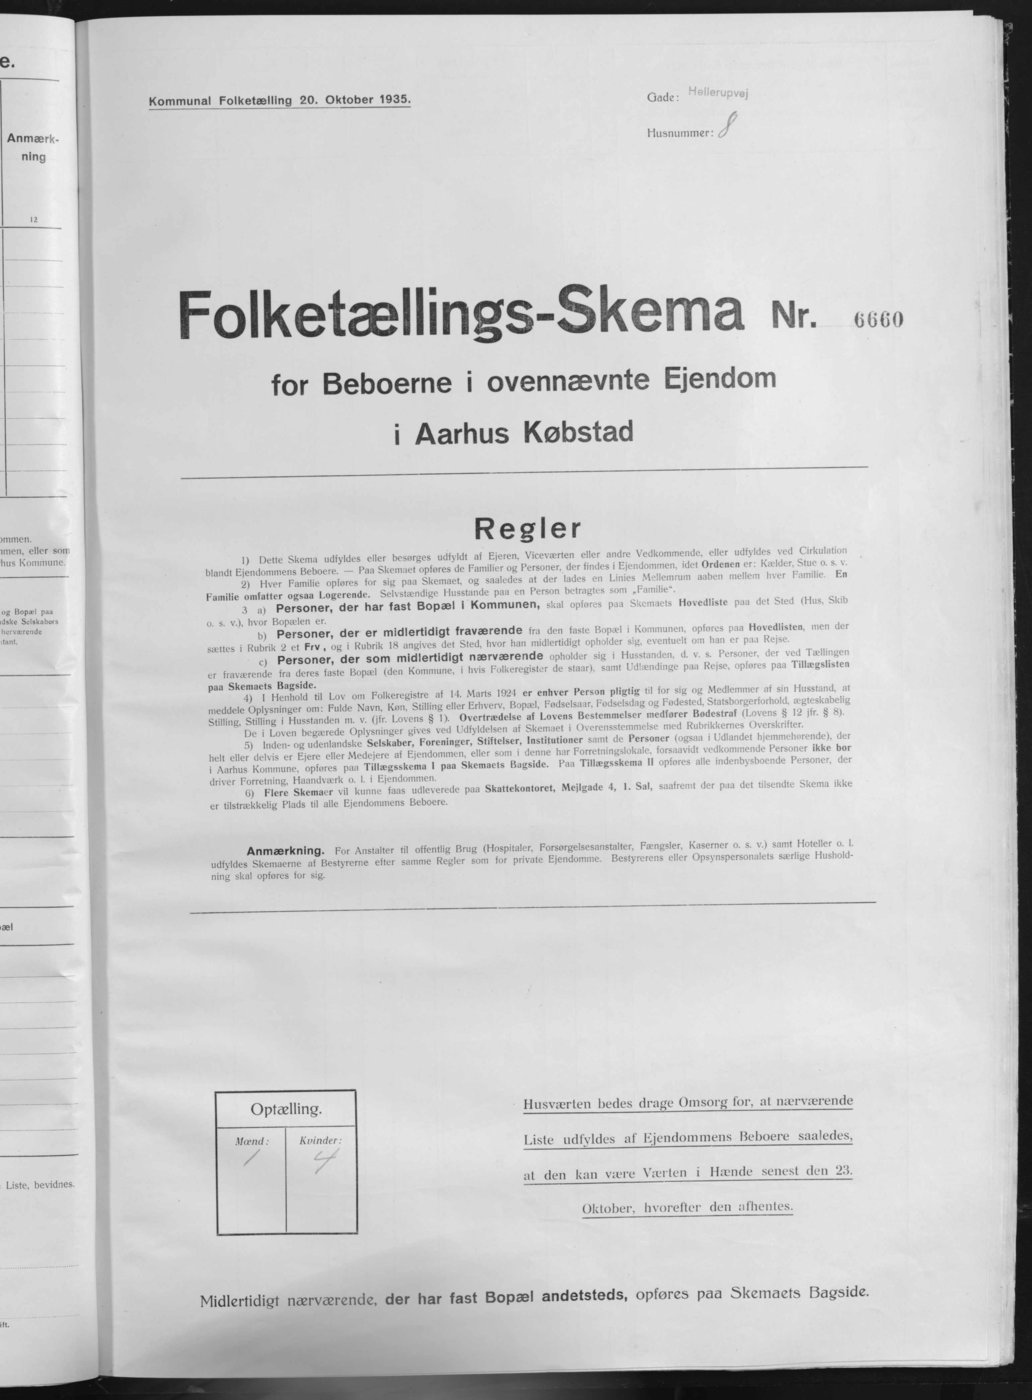 e.
Anmærk-
ning
12
ommen.
mmen, eller som
hus Kommune.
og Bopæl paa
dske Selskabers
herværende
tant.
pæl
Liste, bevidnes.
ift.
Kommunal Folketælling 20. Oktober 1935.
Gade: Hellerupvej
Husnummer: 8
Folketællings-Skema Nr. 6660
for Beboerne i ovennævnte Ejendom
i Aarhus Købstad
Regler
1) Dette Skema udfyldes eller besørges udfyldt af Ejeren, Viceværten eller andre Vedkommende, eller udfyldes ved Cirkulation
blandt Ejendommens Beboere. — Paa Skemaet opføres de Familier og Personer, der findes i Ejendommen, idet Ordenen er: Kælder, Stue o. s. v.
2) Hver Familie opføres for sig paa Skemaet, og saaledes at der lades en Linies Mellemrum aaben mellem hver Familie. En
Familie omfatter ogsaa Logerende. Selvstændige Husstande paa en Person betragtes som „Familie“.
3 a) Personer, der har fast Bopæl i Kommunen, skal opføres paa Skemaets Hovedliste paa det Sted (Hus, Skib
o. s. v.), hvor Bopælen er.
b) Personer, der er midlertidigt fraværende fra den faste Bopæl i Kommunen, opføres paa Hovedlisten, men der
sættes i Rubrik 2 et Frv, og i Rubrik 18 angives det Sted, hvor han midlertidigt opholder sig, eventuelt om han er paa Rejse.
c) Personer, der som midlertidigt nærværende opholder sig i Husstanden, d. v. s. Personer, der ved Tællingen
er fraværende fra deres faste Bopæl (den Kommune, i hvis Folkeregister de staar), samt Udlændinge paa Rejse, opføres paa Tillægslisten
paa Skemaets Bagside.
4) I Henhold til Lov om Folkeregistre af 14. Marts 1924 er enhver Person pligtig til for sig og Medlemmer af sin Husstand, at
meddele Oplysninger om: Fulde Navn, Køn, Stilling eller Erhverv, Bopæl, Fødselsaar, Fødselsdag og Fødested, Statsborgerforhold, ægteskabelig
Stilling, Stilling i Husstanden m. v. (jfr. Lovens § 1). Overtrædelse af Lovens Bestemmelser medfører Bødestraf (Lovens § 12 jfr. § 8).
De i Loven begærede Oplysninger gives ved Udfyldelsen af Skemaet i Overensstemmelse med Rubrikkernes Overskrifter.
5) Inden- og udenlandske Selskaber, Foreninger, Stiftelser, Institutioner samt de Personer (ogsaa i Udlandet hjemmehørende), der
helt eller delvis er Ejere eller Medejere af Ejendommen, eller som i denne har Forretningslokale, forsaavidt vedkommende Personer ikke bor
i Aarhus Kommune, opføres paa Tillægsskema I paa Skemaets Bagside. Paa Tillægsskema II opføres alle indenbysboende Personer, der
driver Forretning, Haandværk o. l. i Ejendommen.
6) Flere Skemaer vil kunne faas udleverede paa Skattekontoret, Mejlgade 4, 1. Sal, saafremt der paa det tilsendte Skema ikke
er tilstrækkelig Plads til alle Ejendommens Beboere.
Anmærkning. For Anstalter til offentlig Brug (Hospitaler, Forsørgelsesanstalter, Fængsler, Kaserner o. s. v.) samt Hoteller o. l.
udfyldes Skemaerne af Bestyrerne efter samme Regler som for private Ejendomme. Bestyrerens eller Opsynspersonalets særlige Hushold-
ning skal opføres for sig.
Optælling.
Mænd: Kvinder:
1 4
Husværten bedes drage Omsorg for, at nærværende
Liste udfyldes af Ejendommens Beboere saaledes,
at den kan være Værten i Hænde senest den 23.
Oktober, hvorefter den afhentes.
Midlertidigt nærværende, der har fast Bopæl andetsteds, opføres paa Skemaets Bagside.